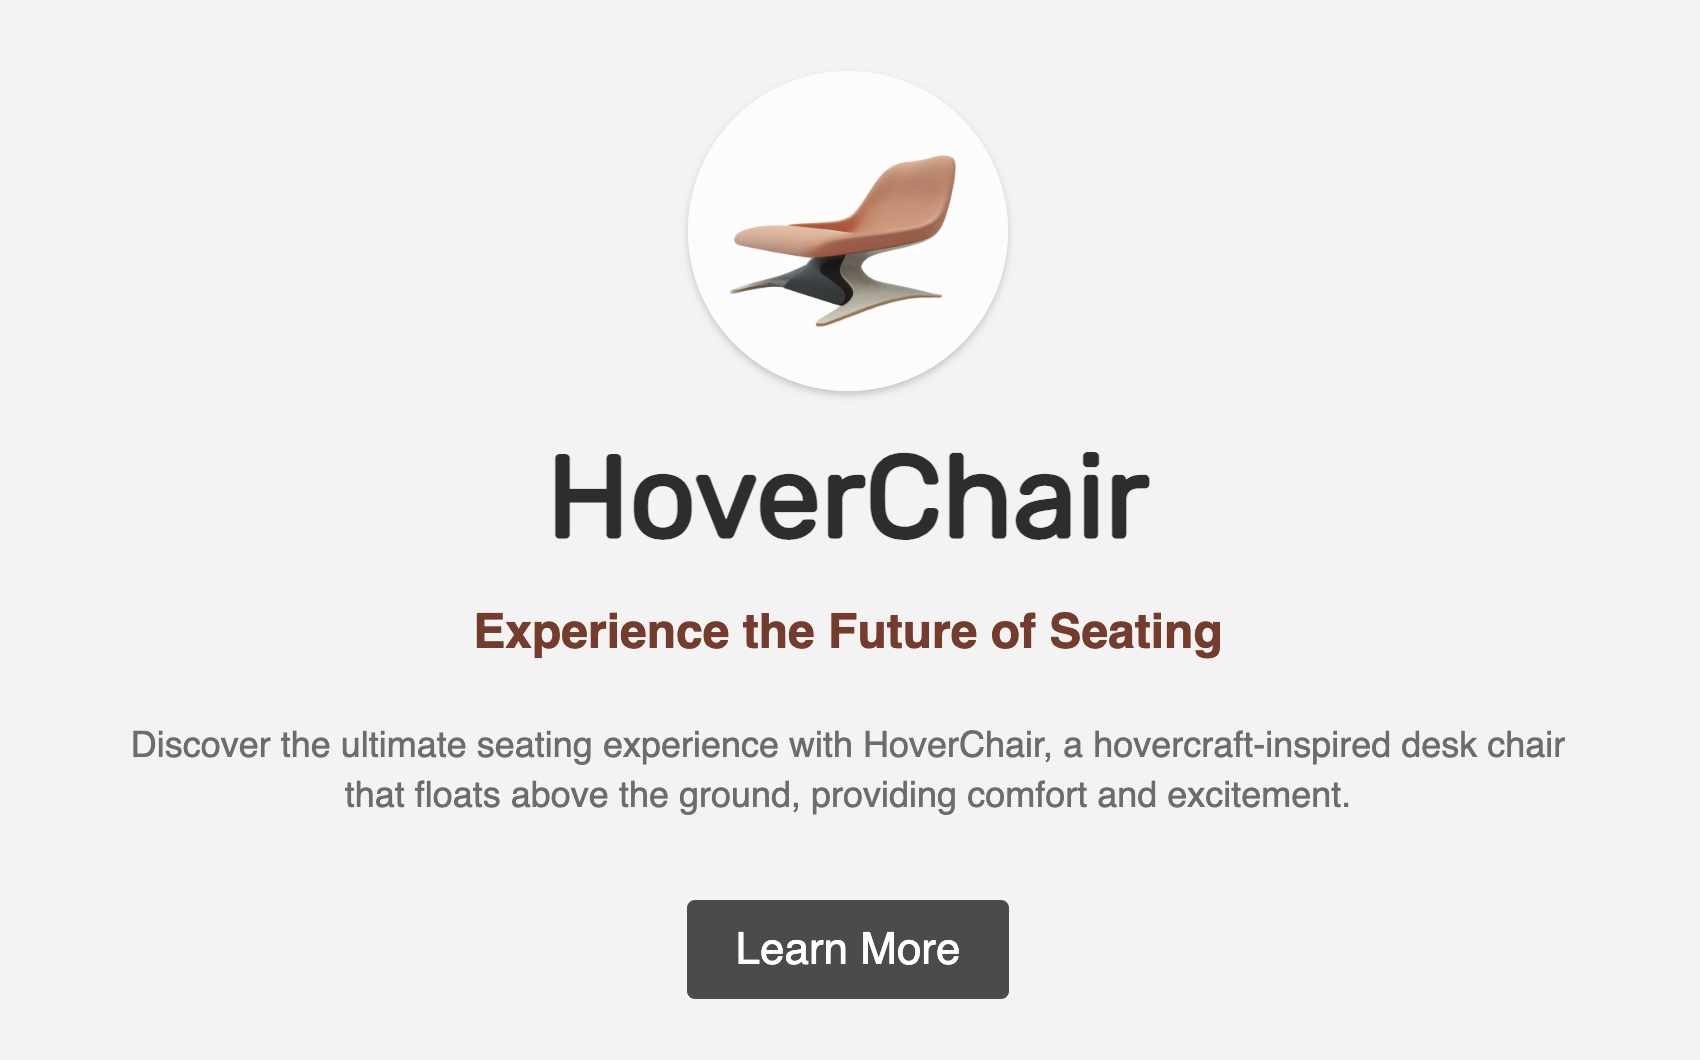 HoverChair
Experience the Future of Seating
Discover the ultimate seating experience with HoverChair, a hovercraft-inspired desk chair
that floats above the ground, providing comfort and excitement.
Learn More